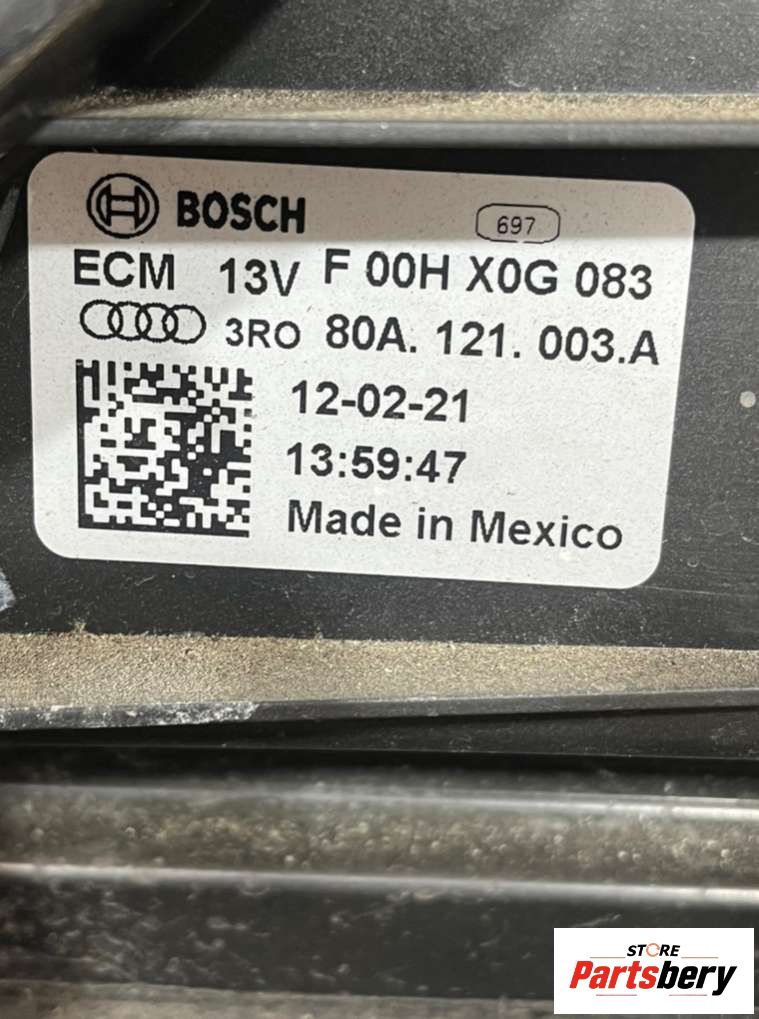 BOSCH
697
ECM 13V F 00H X0G 083
3RO 80A. 121. 003.A
12-02-21
13:59:47
Made in Mexico
STORE
Partsbery